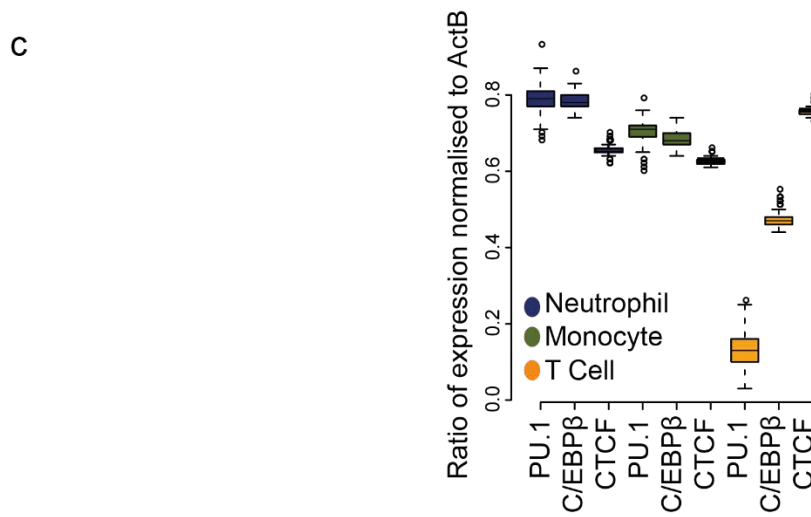 c
Ratio of expression normalised to ActB
0.8
0.6
0.4
0.2
0.0
Neutrophil
Monocyte
T Cell
PU.1
C/EBPβ
CTCF
PU.1
C/EBPβ
CTCF
PU.1
C/EBPβ
CTCF